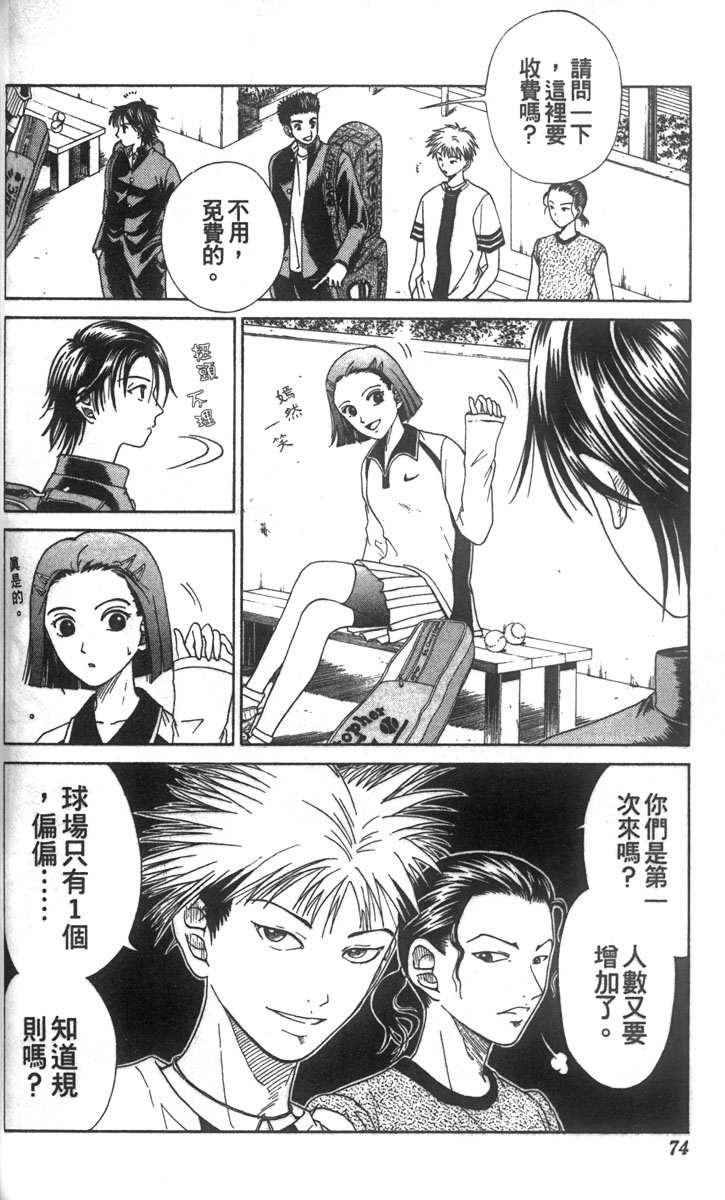 請問一下
，這裡要
收費嗎？
不用，
免費的。
嫣然
一笑
扭頭
不理
真是的。
opher
你們是第一
次來嗎？
人數又要
增加了。
球場只有1個
，偏偏……
知道規
則嗎？
74